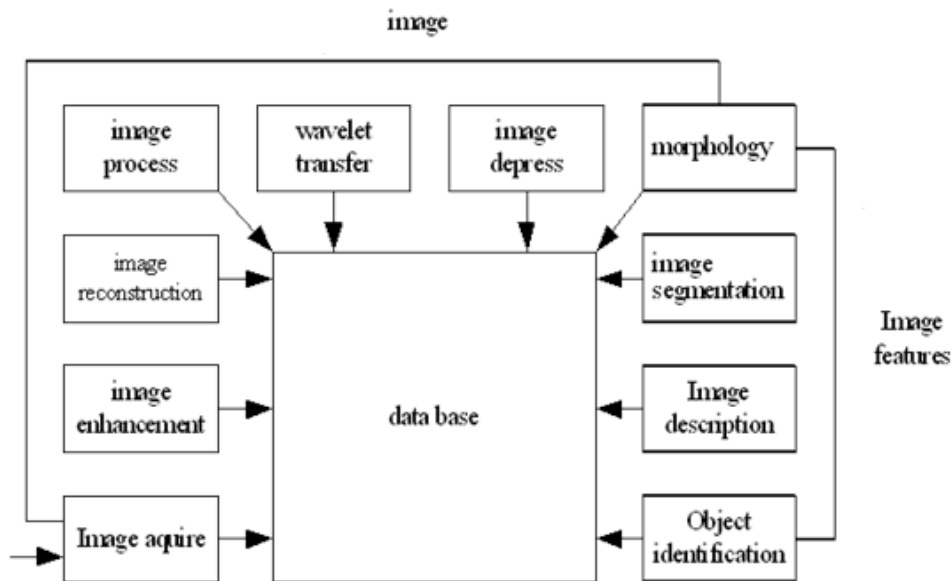 image
image
process
wavelet
transfer
image
depress
morphology
image
reconstruction
image
segmentation
Image
features
image
enhancement
data base
Image
description
Image aquire
Object
identification